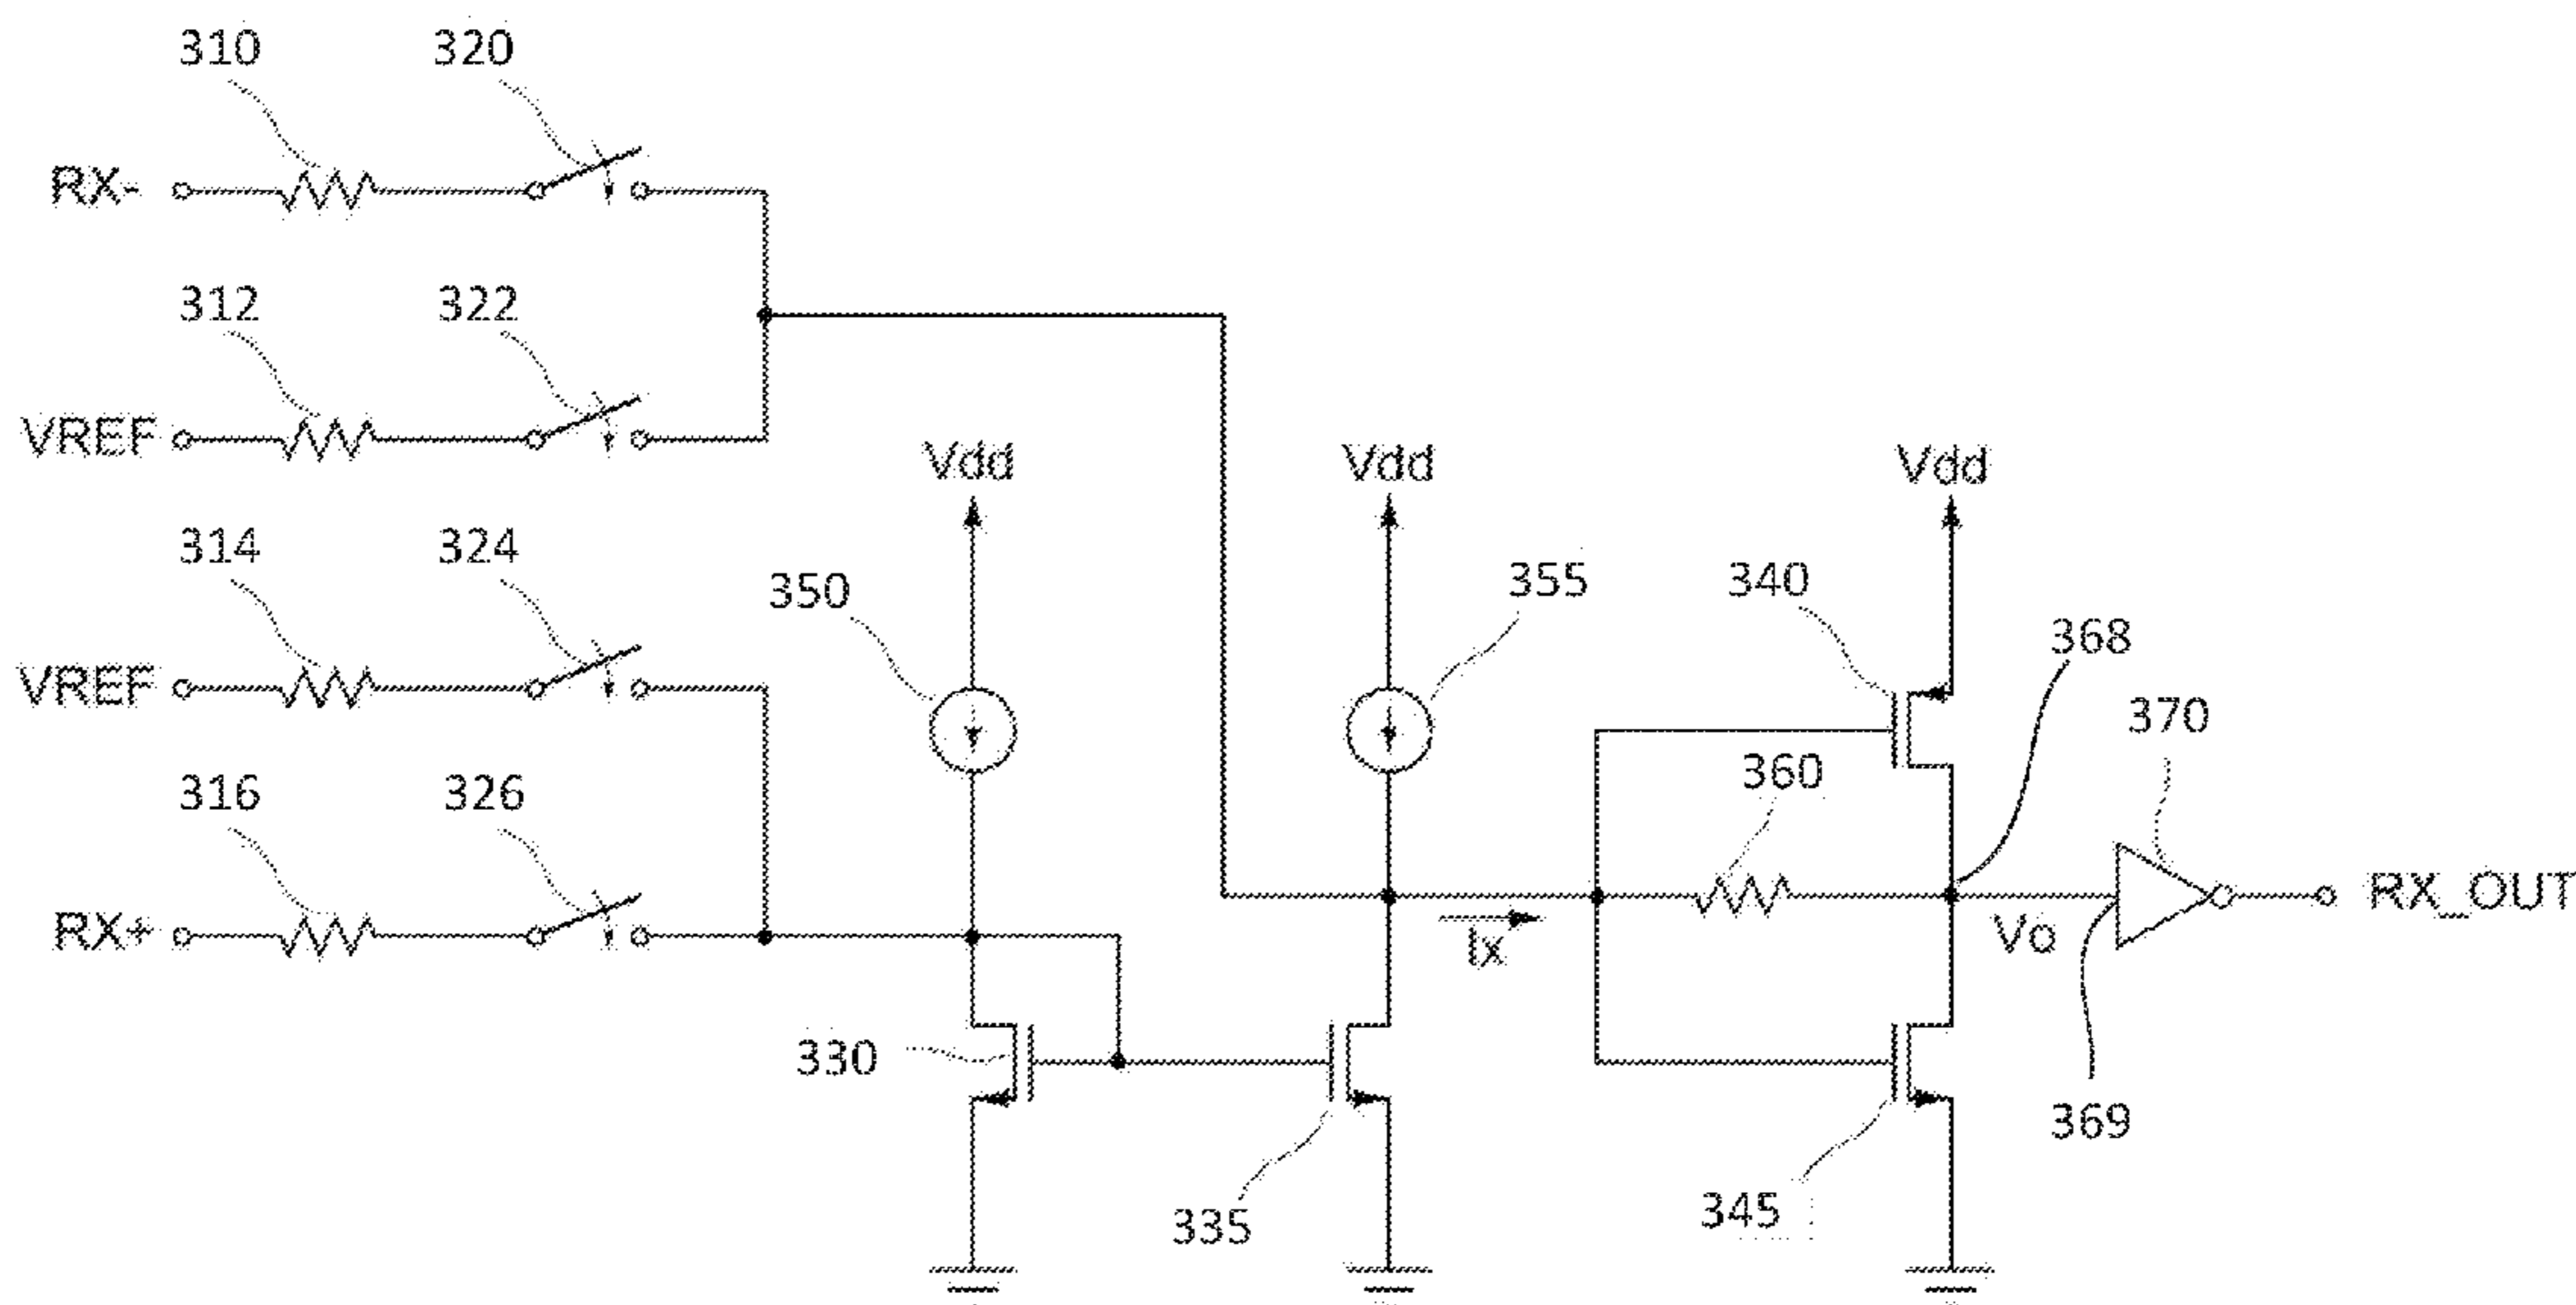 310 320
RX-
312 322
VREF
Vdd Vdd Vdd
314 324
350 355 340
VREF
368
370
316 326
360
RX+
Ix
Vo
RX_OUT
330
369
335 345